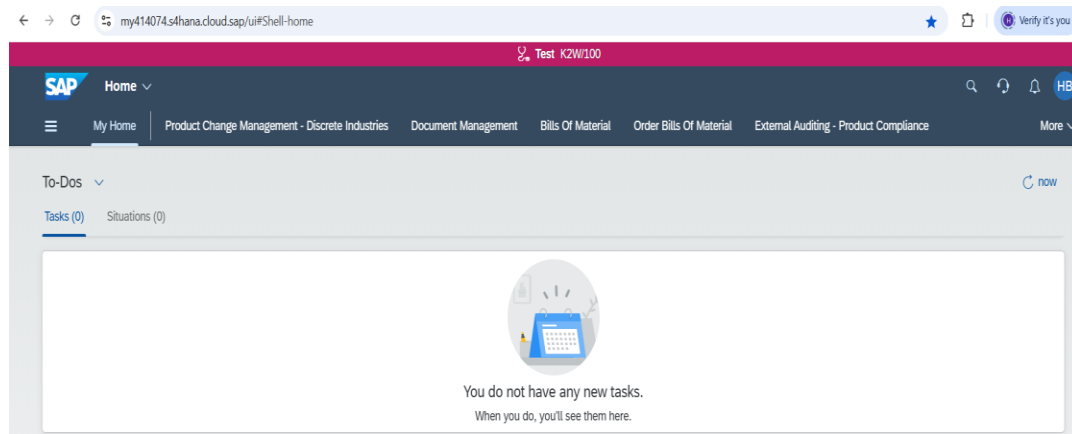 my414074.s4hana.cloud.sap/ui#Shell-home
Verify it's you
Test K2W/100
SAP Home
HB
My Home Product Change Management - Discrete Industries Document Management Bills Of Material Order Bills Of Material External Auditing - Product Compliance More
To-Dos
now
Tasks (0) Situations (0)
You do not have any new tasks.
When you do, you'll see them here.